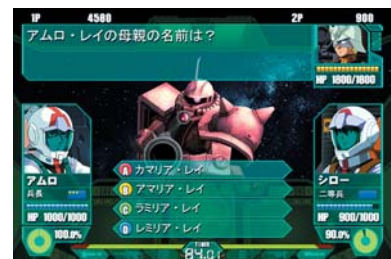 1P 4580 2P 900
アムロ・レイの母親の名前は？
HP 1800/1800
A カマリア・レイ
B アマリア・レイ
C ラミリア・レイ
D レミリア・レイ
アムロ
兵長
HP 1000/1000
100.0%
シロー
二等兵
HP 900/1000
90.0%
TIMER
84.01